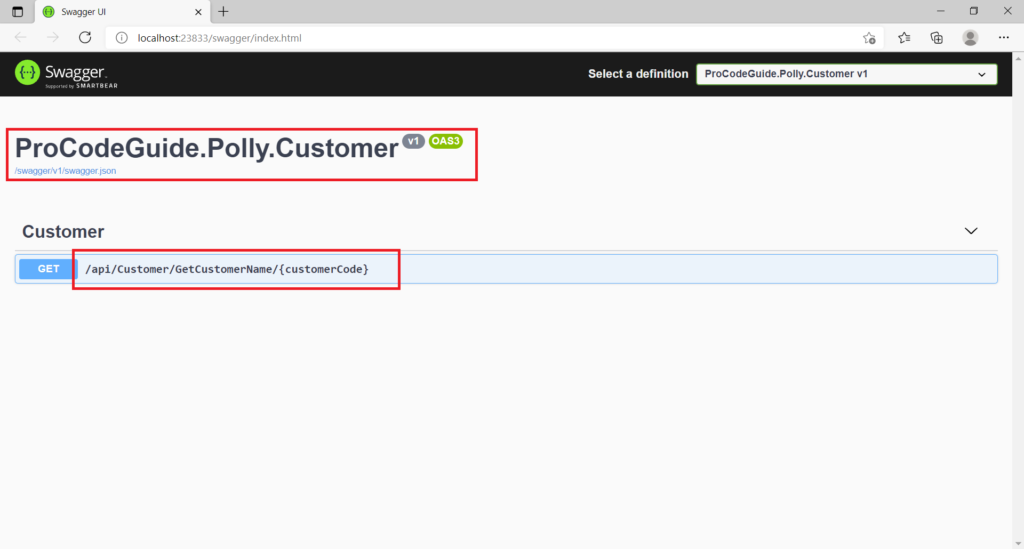 Swagger UI
localhost:23833/swagger/index.html
Swagger.
Supported by SMARTBEAR
Select a definition
ProCodeGuide.Polly.Customer v1
ProCodeGuide.Polly.Customer v1 OAS3
/swagger/v1/swagger.json
Customer
GET /api/Customer/GetCustomerName/{customerCode}